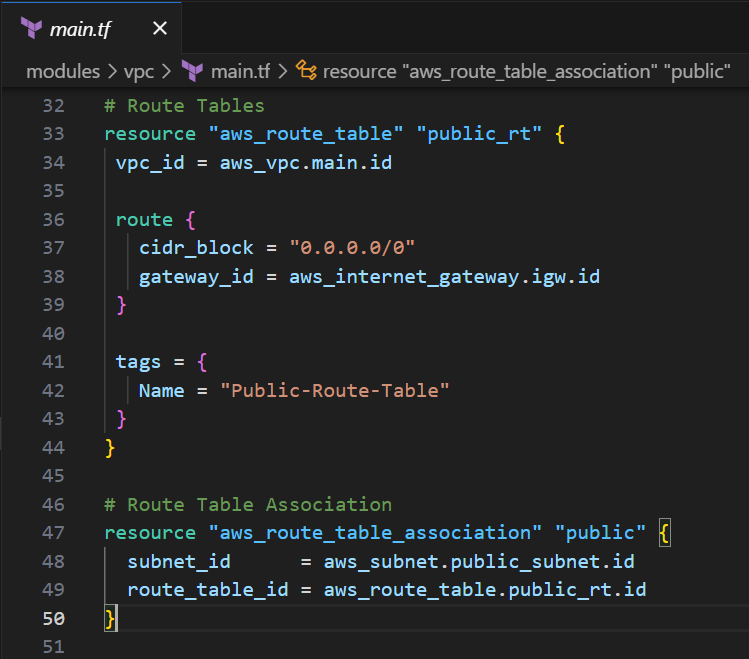 main.tf ×
modules > vpc > main.tf > resource "aws_route_table_association" "public"
32 # Route Tables
33 resource "aws_route_table" "public_rt" {
34 vpc_id = aws_vpc.main.id
35
36 route {
37 cidr_block = "0.0.0.0/0"
38 gateway_id = aws_internet_gateway.igw.id
39 }
40
41 tags = {
42 Name = "Public-Route-Table"
43 }
44 }
45
46 # Route Table Association
47 resource "aws_route_table_association" "public" {
48 subnet_id = aws_subnet.public_subnet.id
49 route_table_id = aws_route_table.public_rt.id
50 }
51